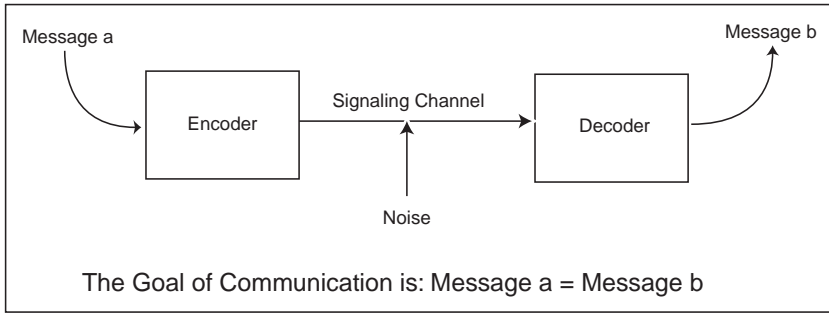 Message a
Message b
Signaling Channel
Encoder
Decoder
Noise
The Goal of Communication is: Message a = Message b